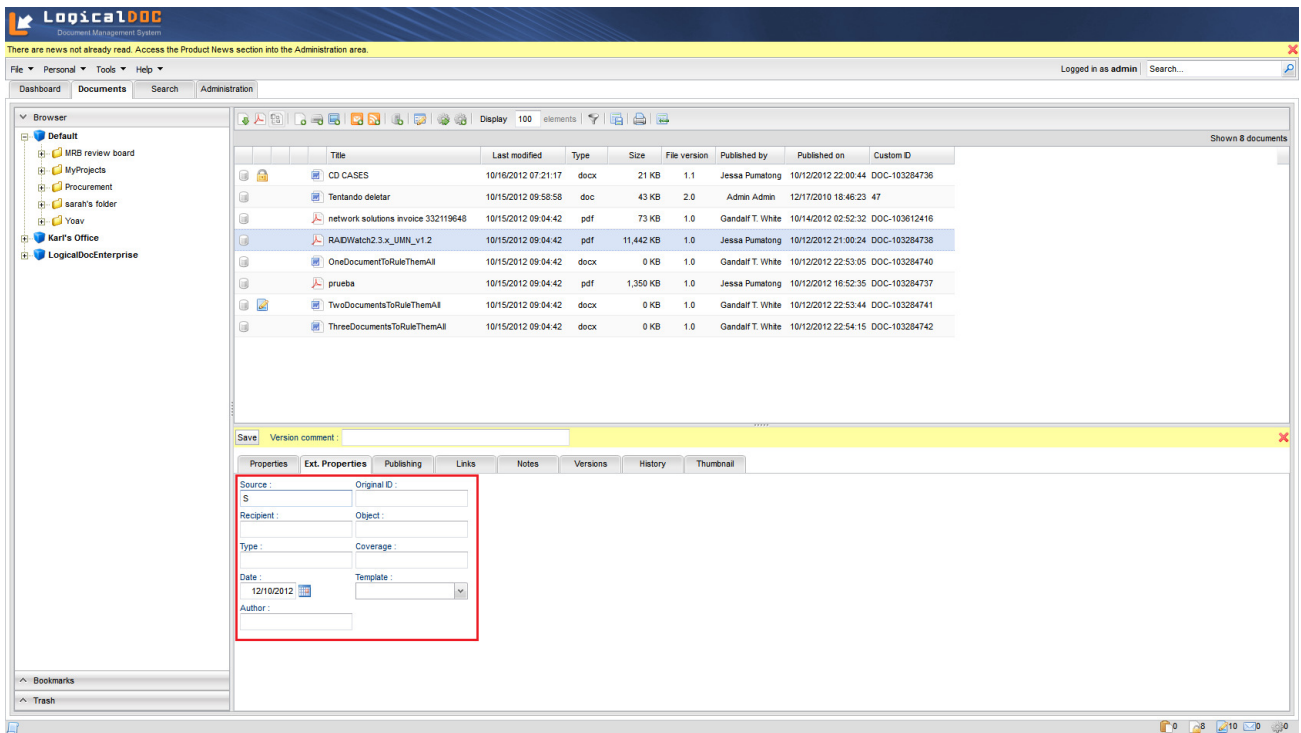 LogicalDOC
Document Management System
There are news not already read. Access the Product News section into the Administration area.
File Personal Tools Help Logged in as admin Search...
Dashboard Documents Search Administration
Browser
Default
MRB review board
MyProjects
Procurement
sarah's folder
Yoav
Karl's Office
LogicalDocEnterprise
Bookmarks
Trash
Display 100 elements
Shown 8 documents
Title Last modified Type Size File version Published by Published on Custom ID
CD CASES 10/16/2012 07:21:17 docx 21 KB 1.1 Jessa Pumatong 10/12/2012 22:00:44 DOC-103284736
Tentando deletar 10/15/2012 09:58:58 doc 43 KB 2.0 Admin Admin 12/17/2010 18:46:23 47
network solutions invoice 332119648 10/15/2012 09:04:42 pdf 73 KB 1.0 Gandalf T. White 10/14/2012 02:52:32 DOC-103612416
RAIDWatch2.3.x_UMN_v1.2 10/15/2012 09:04:42 pdf 11,442 KB 1.0 Jessa Pumatong 10/12/2012 21:00:24 DOC-103284738
OneDocumentToRuleThemAll 10/15/2012 09:04:42 docx 0 KB 1.0 Gandalf T. White 10/12/2012 22:53:05 DOC-103284740
prueba 10/15/2012 09:04:42 pdf 1,350 KB 1.0 Jessa Pumatong 10/12/2012 16:52:35 DOC-103284737
TwoDocumentsToRuleThemAll 10/15/2012 09:04:42 docx 0 KB 1.0 Gandalf T. White 10/12/2012 22:53:44 DOC-103284741
ThreeDocumentsToRuleThemAll 10/15/2012 09:04:42 docx 0 KB 1.0 Gandalf T. White 10/12/2012 22:54:15 DOC-103284742
Save Version comment :
Properties Ext. Properties Publishing Links Notes Versions History Thumbnail
Source : Original ID :
S
Recipient : Object :
Type : Coverage :
Date : Template :
12/10/2012
Author :
0 8 10 0 0